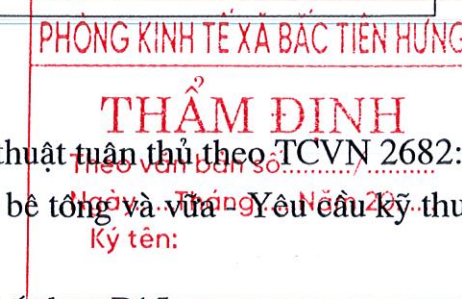 PHÒNG KINH TẾ XÃ BẮC TIÊN HƯNG
THẨM ĐỊNH
thuật tuân thủ theo TCVN 2682:
Theo văn bản số:........../..........
bê tông và vữa - Yêu cầu kỹ thu
Ngày.....Tháng.....Năm 20.....
Ký tên: